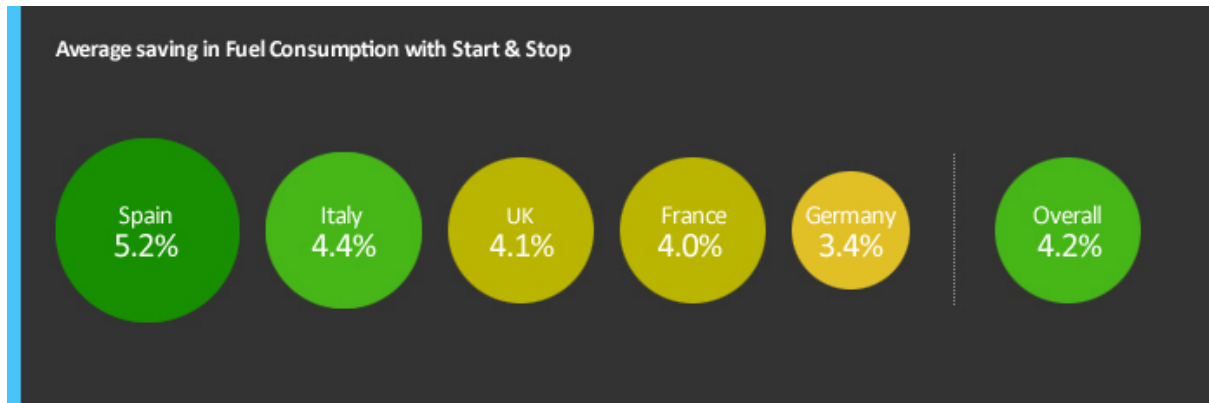 Average saving in Fuel Consumption with Start & Stop
Spain
5.2%
Italy
4.4%
UK
4.1%
France
4.0%
Germany
3.4%
Overall
4.2%